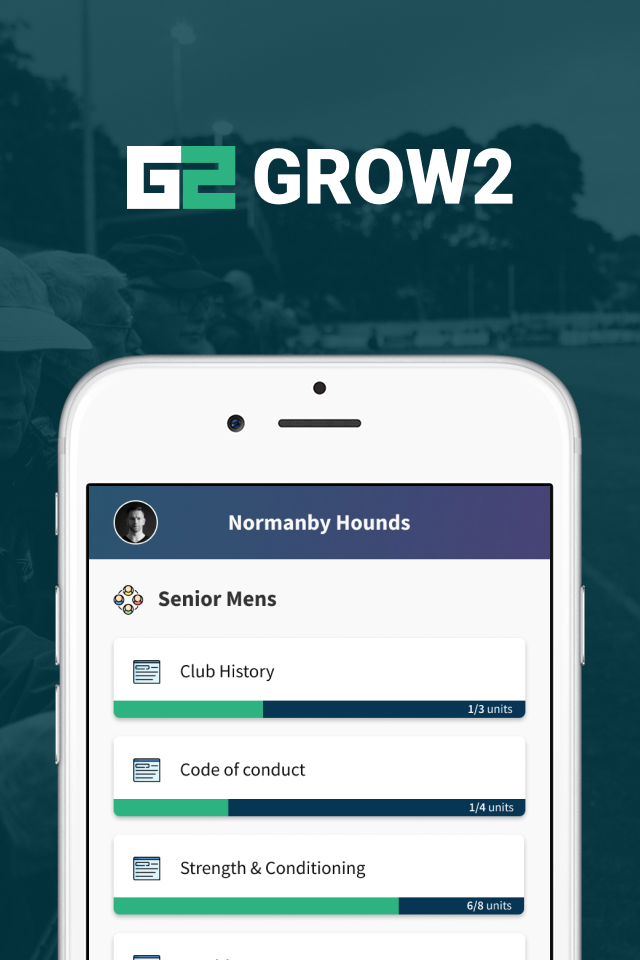 G2 GROW2
Normanby Hounds
Senior Mens
Club History
1/3 units
Code of conduct
1/4 units
Strength & Conditioning
6/8 units